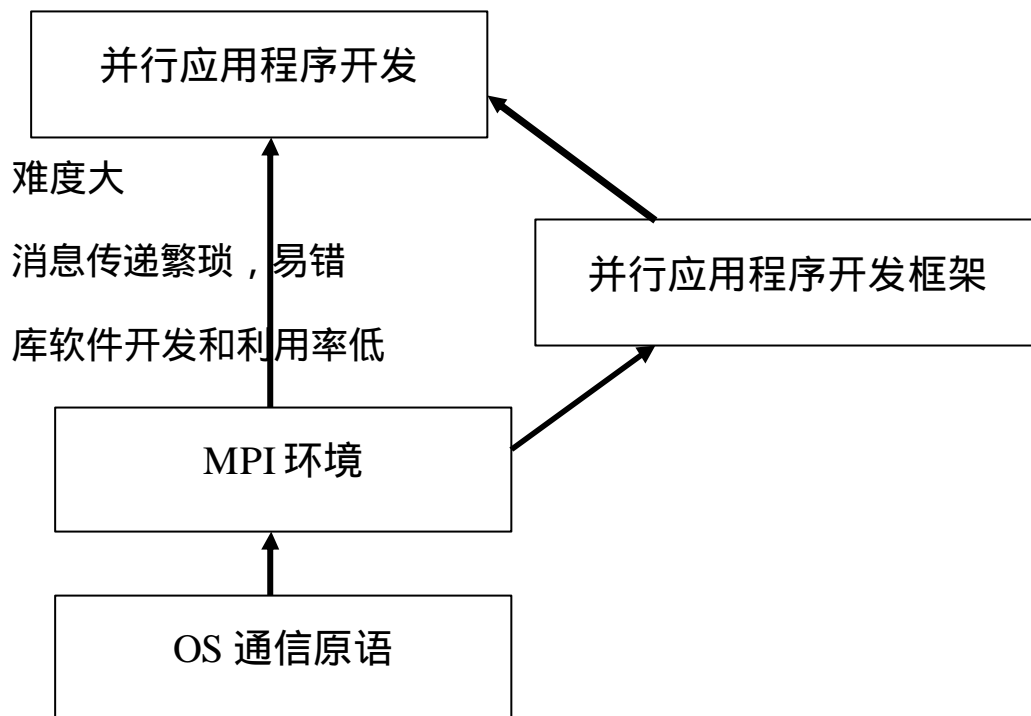 并行应用程序开发
难度大
消息传递繁琐，易错
并行应用程序开发框架
库软件开发和利用率低
MPI 环境
OS 通信原语